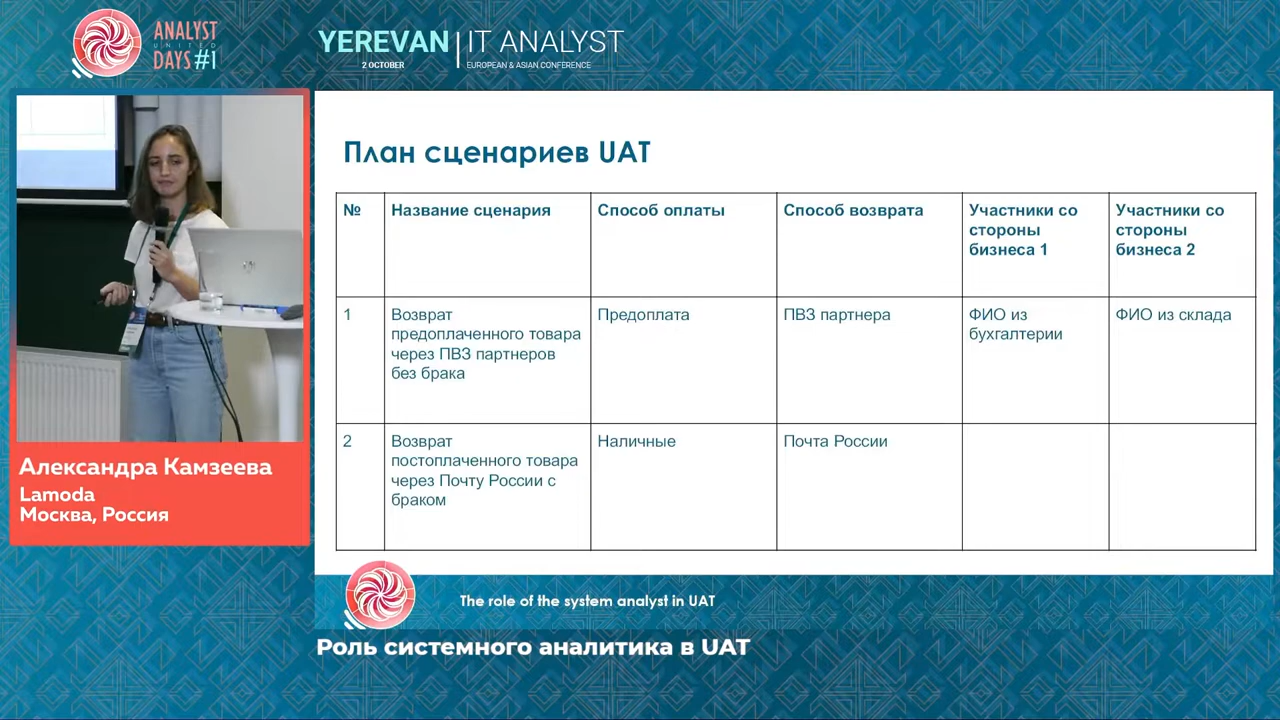 ANALYST
UNITED
DAYS #1
YEREVAN
2 OCTOBER
IT ANALYST
EUROPEAN & ASIAN CONFERENCE
Александра Камзеева
Lamoda
Москва, Россия
План сценариев UAT
№
Название сценария
Способ оплаты
Способ возврата
Участники со
стороны
бизнеса 1
Участники со
стороны
бизнеса 2
1
Возврат
предоплаченного товара
через ПВЗ партнеров
без брака
Предоплата
ПВЗ партнера
ФИО из
бухгалтерии
ФИО из склада
2
Возврат
постоплаченного товара
через Почту России с
браком
Наличные
Почта России
The role of the system analyst in UAT
Роль системного аналитика в UAT